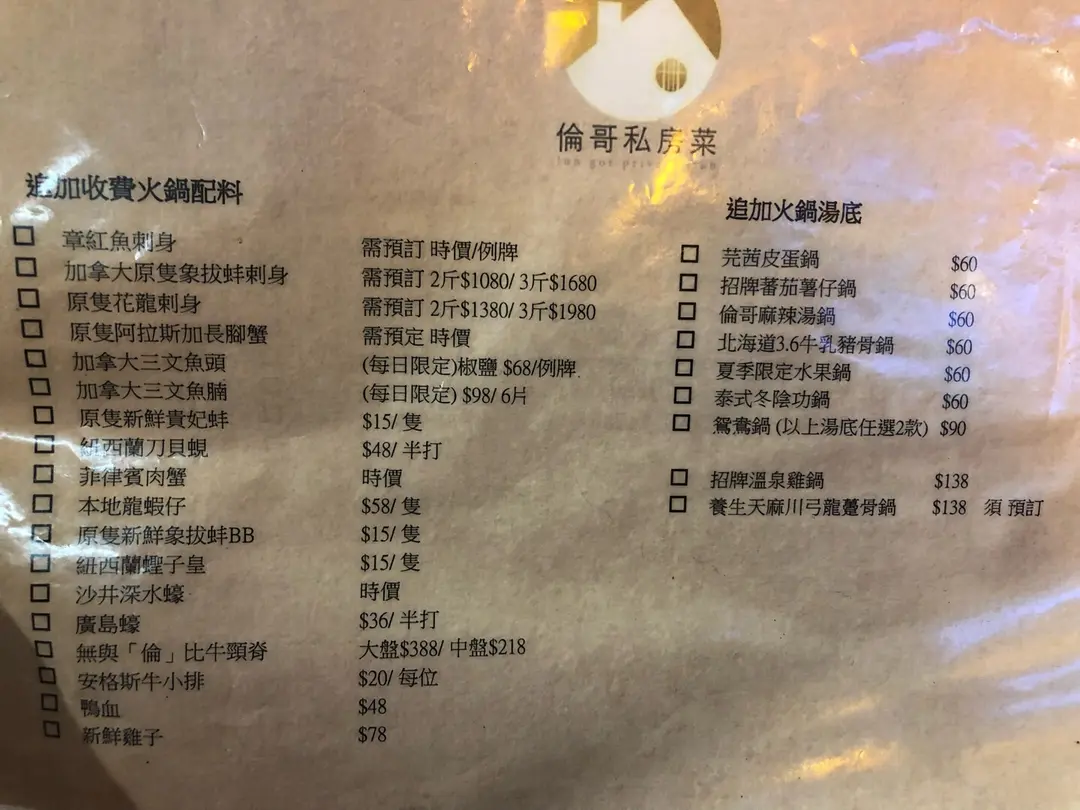 倫哥私房菜
追加收費火鍋配料
章紅魚刺身 需預訂 時價/例牌
加拿大原隻象拔蚌刺身 需預訂 2斤$1080/ 3斤$1680
原隻花龍刺身 需預訂 2斤$1380/ 3斤$1980
原隻阿拉斯加長腳蟹 需預定 時價
加拿大三文魚頭 (每日限定)椒鹽 $68/例牌
加拿大三文魚腩 (每日限定) $98/ 6片
原隻新鮮貴妃蚌 $15/ 隻
紐西蘭刀貝蜆 $48/ 半打
菲律賓肉蟹 時價
本地龍蝦仔 $58/ 隻
原隻新鮮象拔蚌BB $15/ 隻
紐西蘭蟶子皇 $15/ 隻
沙井深水蠔 時價
廣島蠔 $36/ 半打
無與「倫」比牛頸脊 大盤$388/ 中盤$218
安格斯牛小排 $20/ 每位
鴨血 $48
新鮮雞子 $78
追加火鍋湯底
芫茜皮蛋鍋 $60
招牌蕃茄薯仔鍋 $60
倫哥麻辣湯鍋 $60
北海道3.6牛乳豬骨鍋 $60
夏季限定水果鍋 $60
泰式冬陰功鍋 $60
鴛鴦鍋 (以上湯底任選2款) $90
招牌溫泉雞鍋 $138
養生天麻川弓龍躉骨鍋 $138 須 預訂